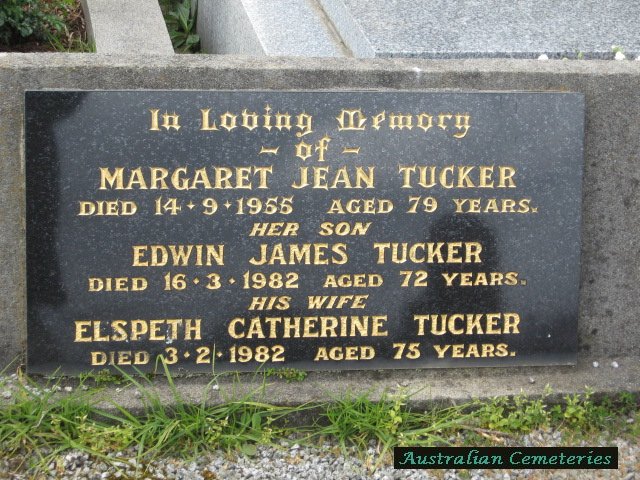 In Loving Memory
- of -
MARGARET JEAN TUCKER
DIED 14·9·1955 AGED 79 YEARS.
HER SON
EDWIN JAMES TUCKER
DIED 16·3·1982 AGED 72 YEARS.
HIS WIFE
ELSPETH CATHERINE TUCKER
DIED 3·2·1982 AGED 75 YEARS.
Australian Cemeteries